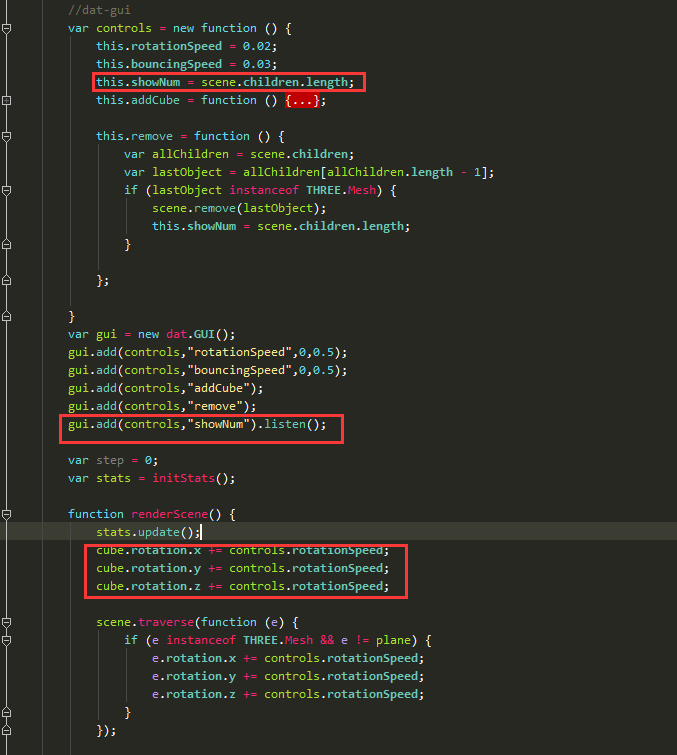 //dat-gui
var controls = new function () {
this.rotationSpeed = 0.02;
this.bouncingSpeed = 0.03;
this.showNum = scene.children.length;
this.addCube = function () {...};
this.remove = function () {
var allChildren = scene.children;
var lastObject = allChildren[allChildren.length - 1];
if (lastObject instanceof THREE.Mesh) {
scene.remove(lastObject);
this.showNum = scene.children.length;
}
};
}
var gui = new dat.GUI();
gui.add(controls,"rotationSpeed",0,0.5);
gui.add(controls,"bouncingSpeed",0,0.5);
gui.add(controls,"addCube");
gui.add(controls,"remove");
gui.add(controls,"showNum").listen();
var step = 0;
var stats = initStats();
function renderScene() {
stats.update();
cube.rotation.x += controls.rotationSpeed;
cube.rotation.y += controls.rotationSpeed;
cube.rotation.z += controls.rotationSpeed;
scene.traverse(function (e) {
if (e instanceof THREE.Mesh && e != plane) {
e.rotation.x += controls.rotationSpeed;
e.rotation.y += controls.rotationSpeed;
e.rotation.z += controls.rotationSpeed;
}
});